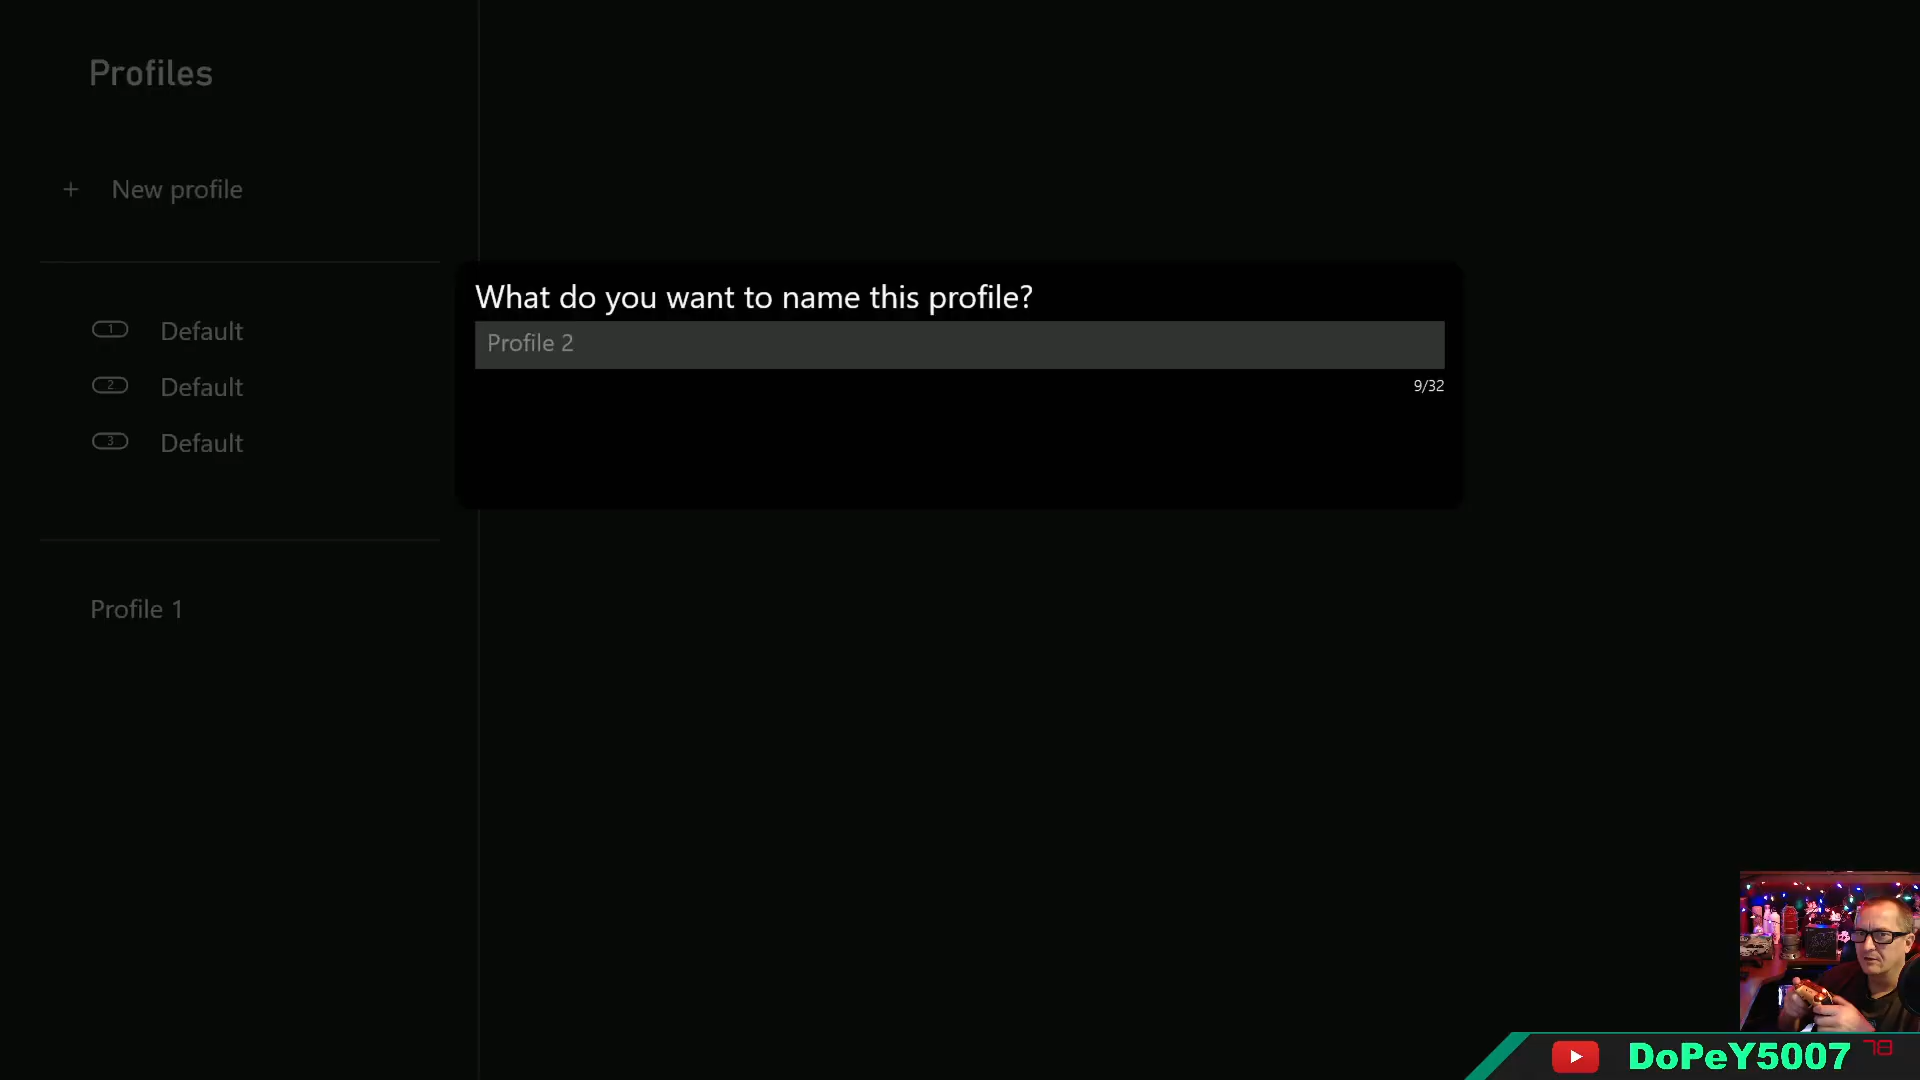 Profiles
+ New profile
1 Default
2 Default
3 Default
Profile 1
What do you want to name this profile?
Profile 2
9/32
DoPeY5007
78